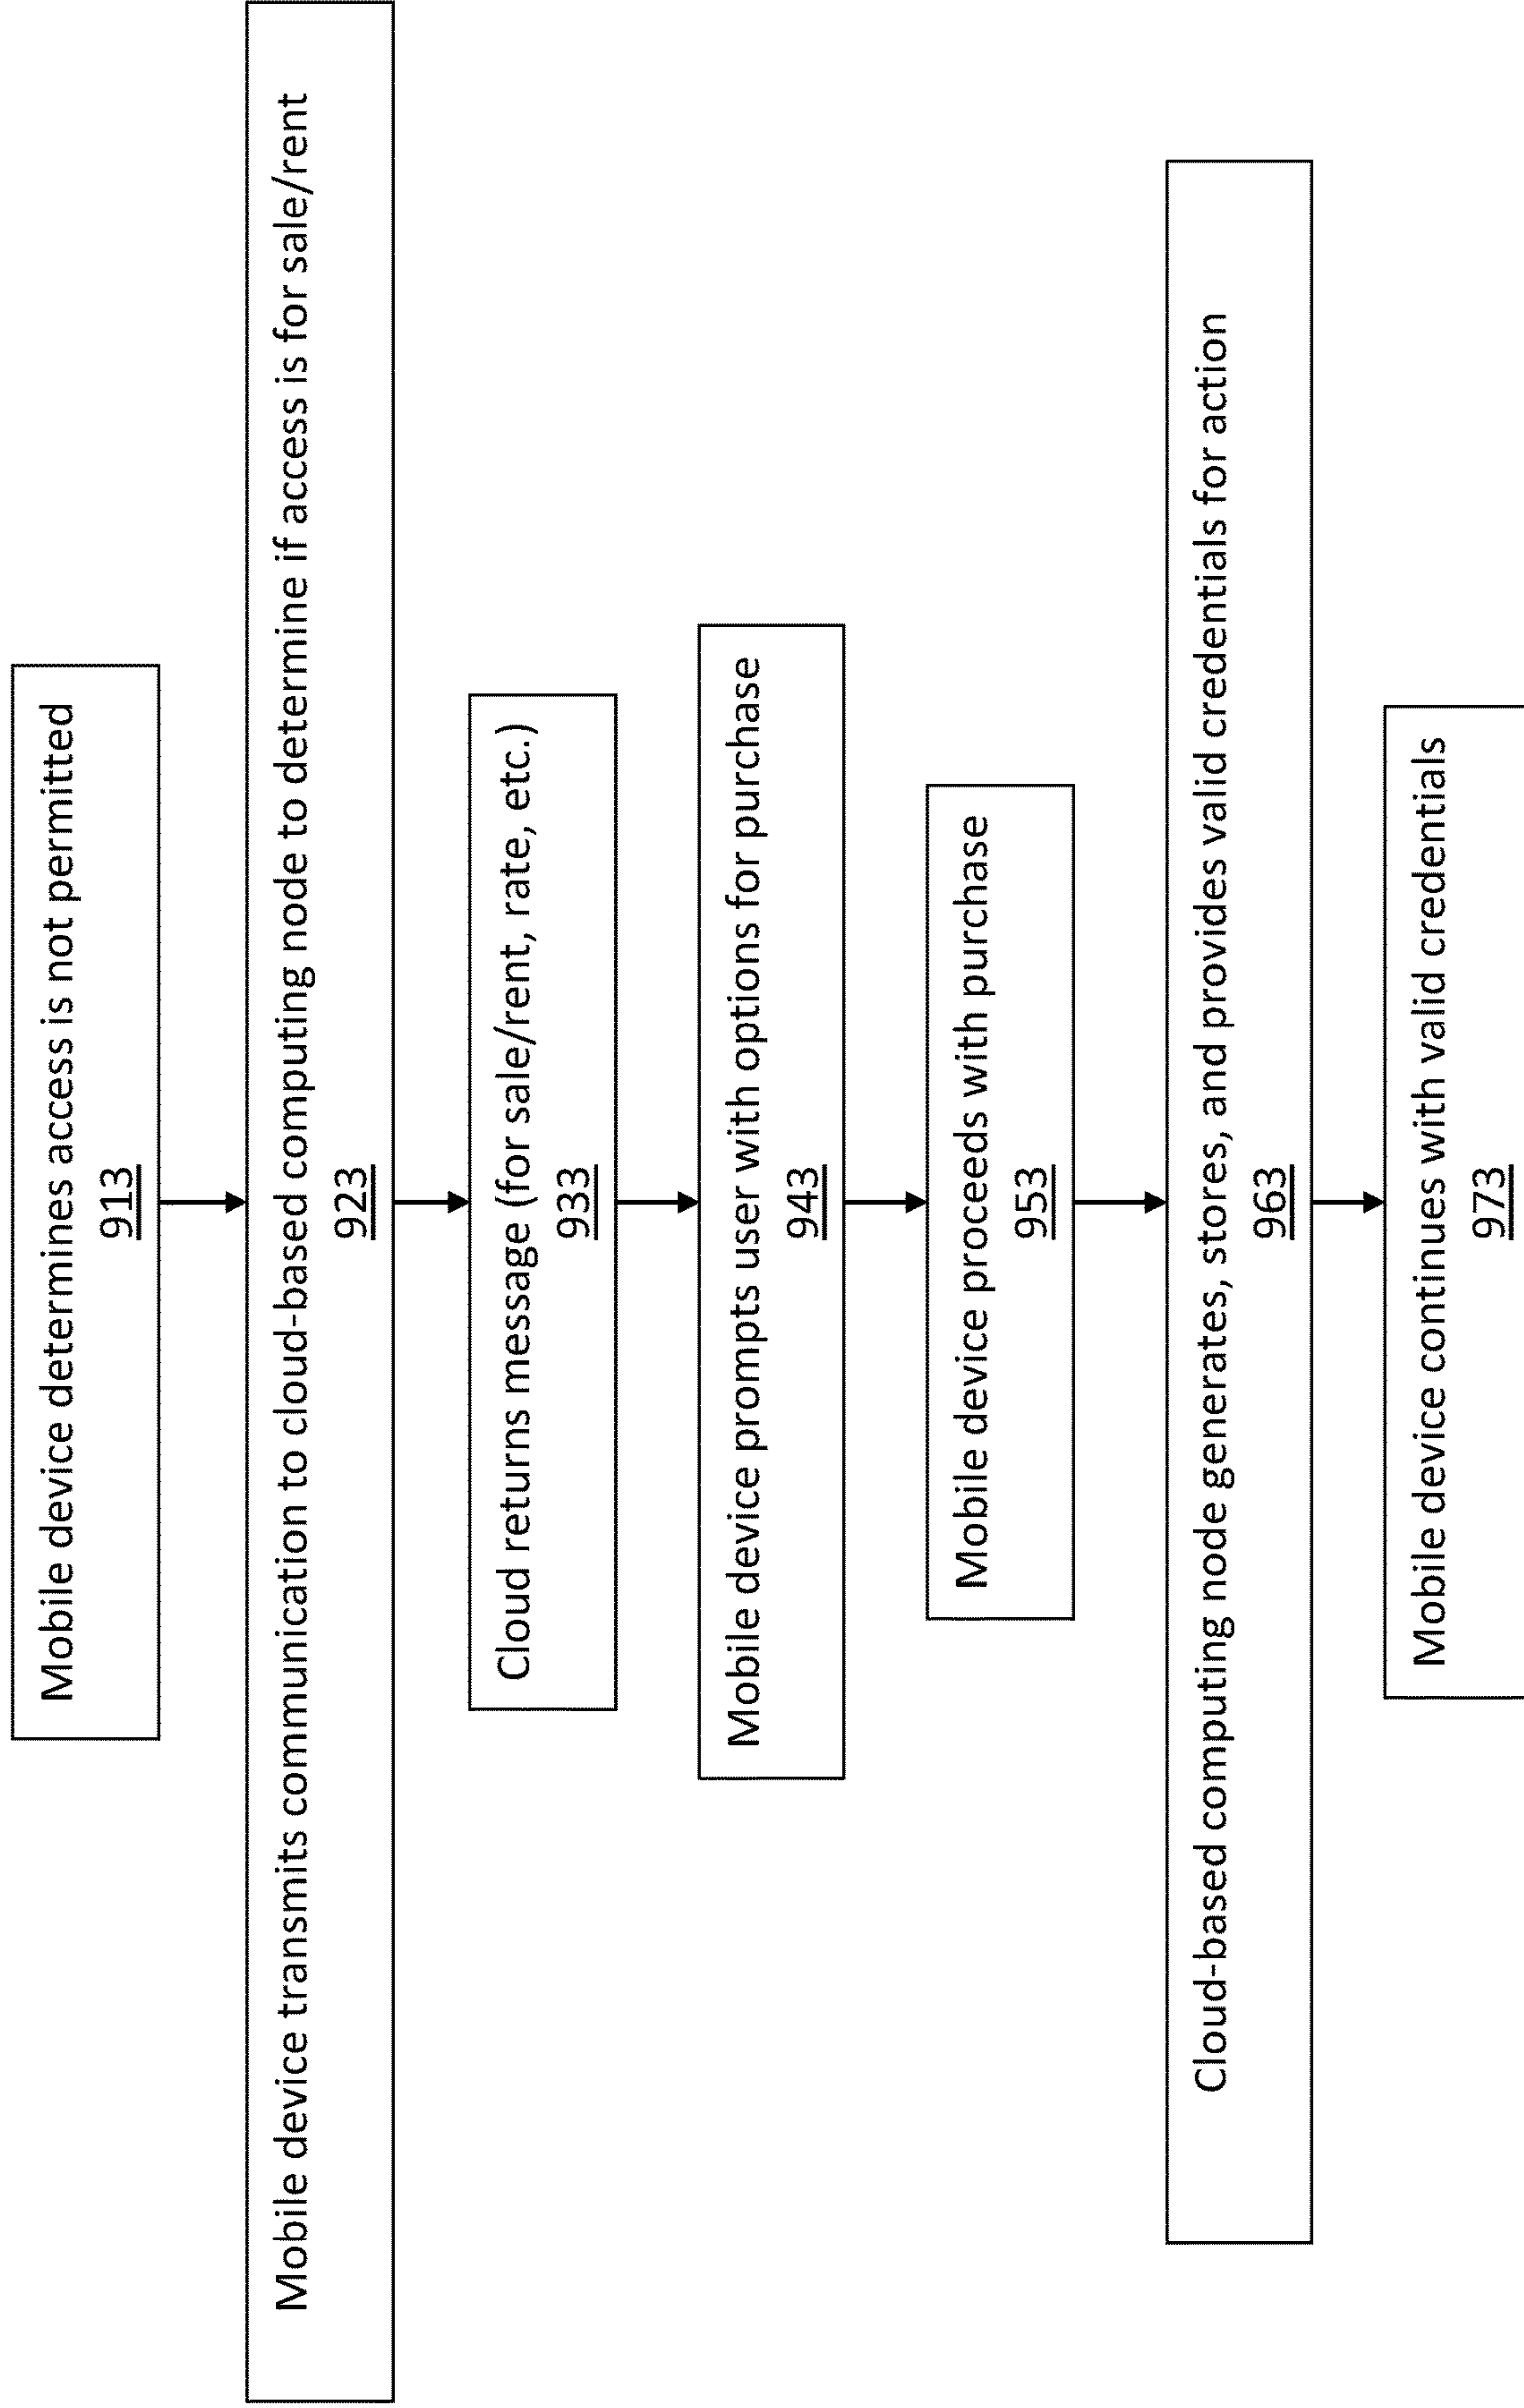 Mobile device determines access is not permitted
913
Mobile device transmits communication to cloud-based computing node to determine if access is for sale/rent
923
Cloud returns message (for sale/rent, rate, etc.)
933
Mobile device prompts user with options for purchase
943
Mobile device proceeds with purchase
953
Cloud-based computing node generates, stores, and provides valid credentials for action
963
Mobile device continues with valid credentials
973